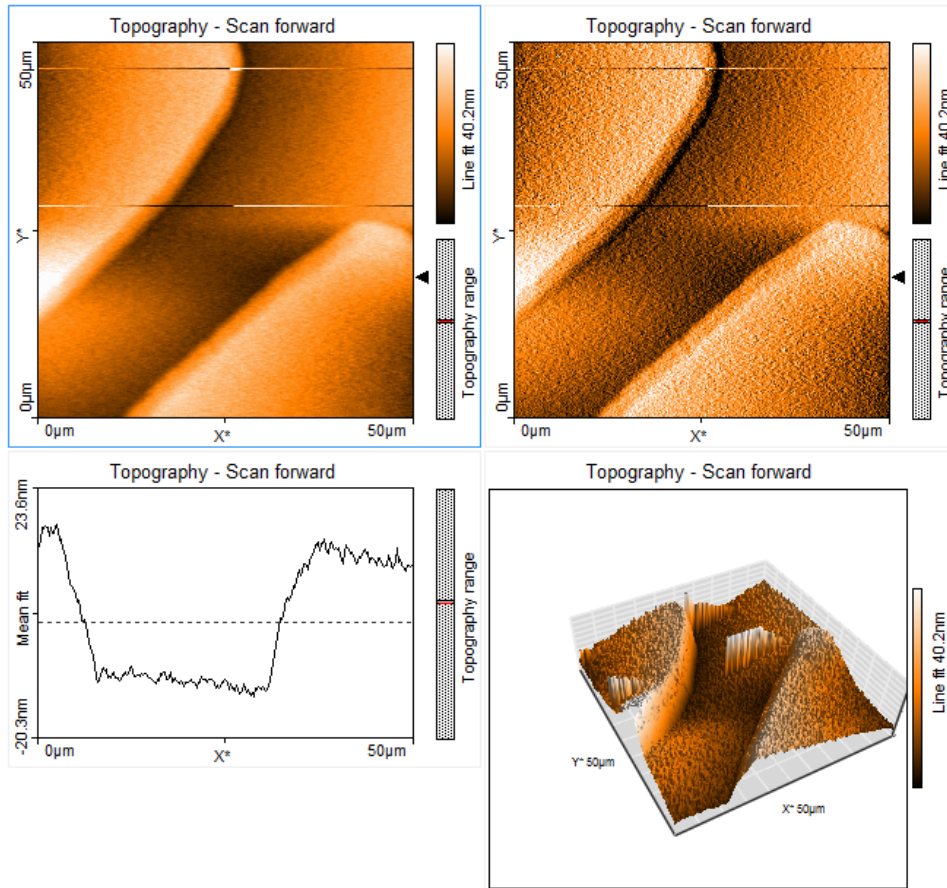 Topography - Scan forward
50µm
Y*
0µm
0µm
X*
50µm
Line fit 40.2nm
Topography range
Topography - Scan forward
50µm
Y*
0µm
0µm
X*
50µm
Line fit 40.2nm
Topography range
Topography - Scan forward
23.6nm
Mean fit
-20.3nm
0µm
X*
50µm
Topography range
Topography - Scan forward
Y* 50µm
X* 50µm
Line fit 40.2nm